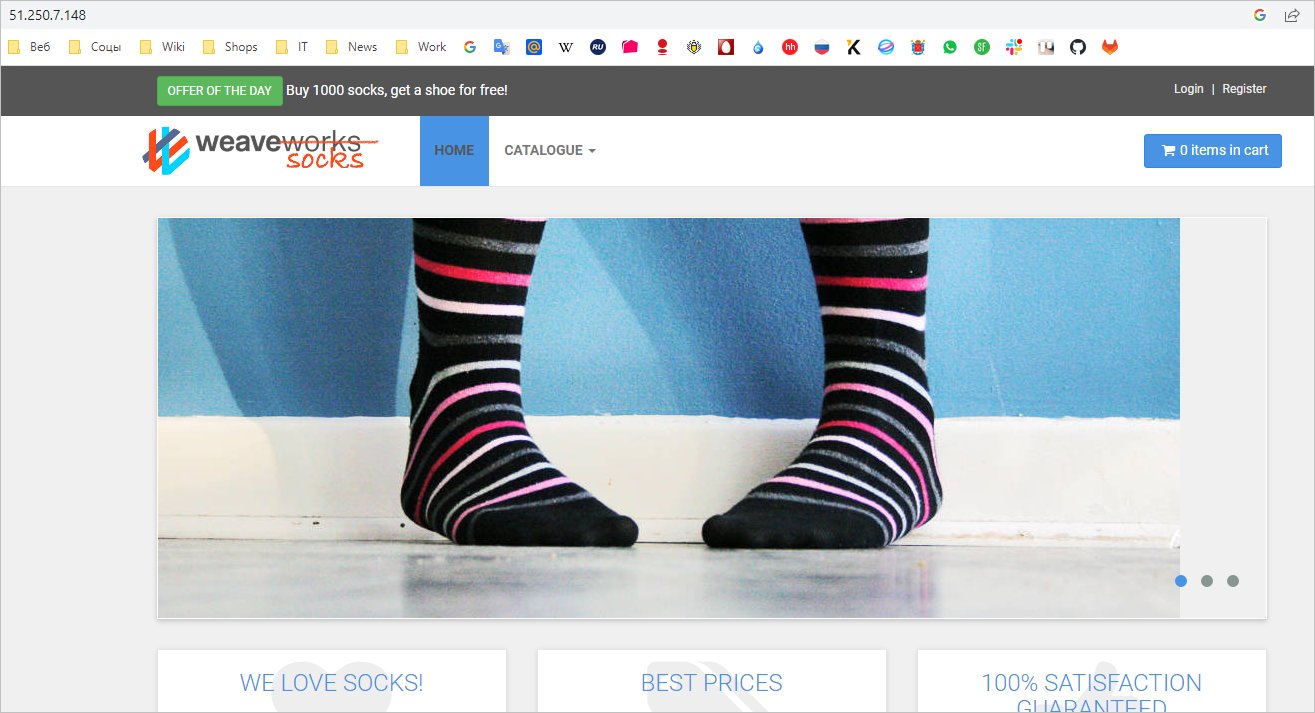 51.250.7.148
Веб Соцы Wiki Shops IT News Work
OFFER OF THE DAY Buy 1000 socks, get a shoe for free!
Login | Register
weaveworks
socks
HOME CATALOGUE
0 items in cart
WE LOVE SOCKS!
BEST PRICES
100% SATISFACTION
GUARANTEED